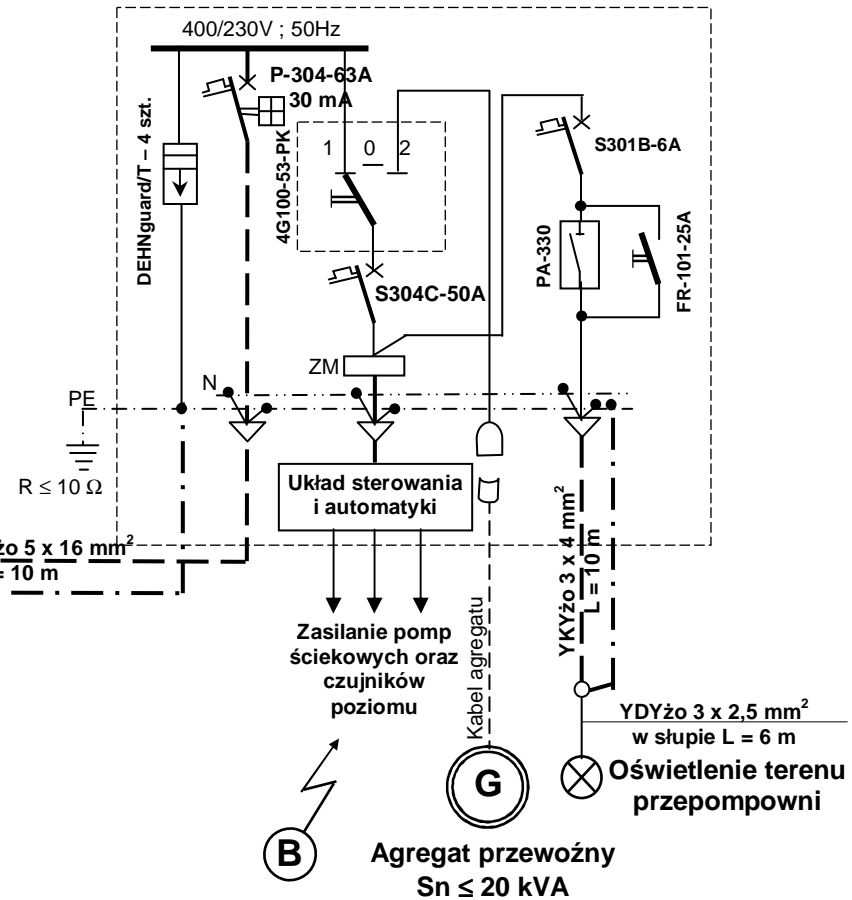 400/230V ; 50Hz
P-304-63A
30 mA
DEHNguard/T – 4 szt.
4G100-53-PK
1 0 2
S301B-6A
PA-330
FR-101-25A
S304C-50A
ZM
N
PE
R ≤ 10 Ω
Układ sterowania
i automatyki
żo 5 x 16 mm²
= 10 m
YKYżo 3 x 4 mm²
L = 10 m
Zasilanie pomp
ściekowych oraz
czujników
poziomu
Kabel agregatu
YDYżo 3 x 2,5 mm²
w słupie L = 6 m
Oświetlenie terenu
przepompowni
G
B
Agregat przewoźny
Sn ≤ 20 kVA